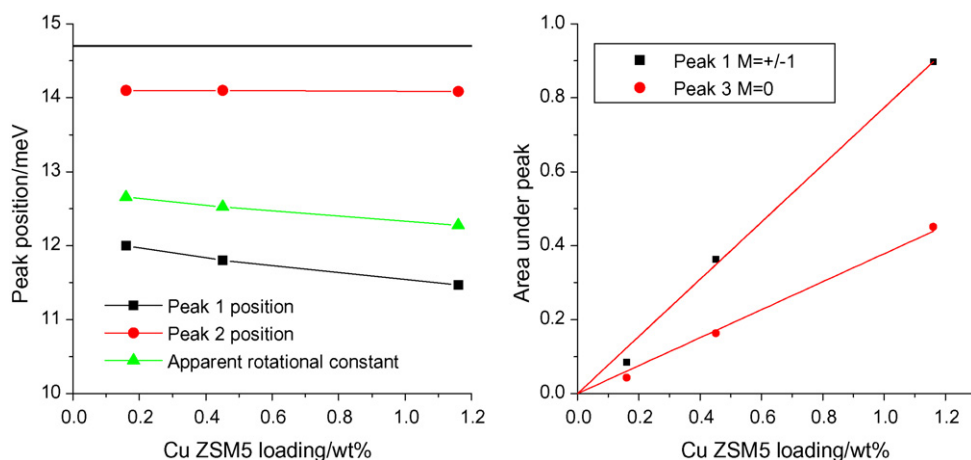 15
14
13
12
11
10
Peak position/meV
Peak 1 position
Peak 2 position
Apparent rotational constant
0.0 0.2 0.4 0.6 0.8 1.0 1.2
Cu ZSM5 loading/wt%
Peak 1 M=+/-1
Peak 3 M=0
0.8
0.6
0.4
0.2
0.0
Area under peak
0.0 0.2 0.4 0.6 0.8 1.0 1.2
Cu ZSM5 loading/wt%